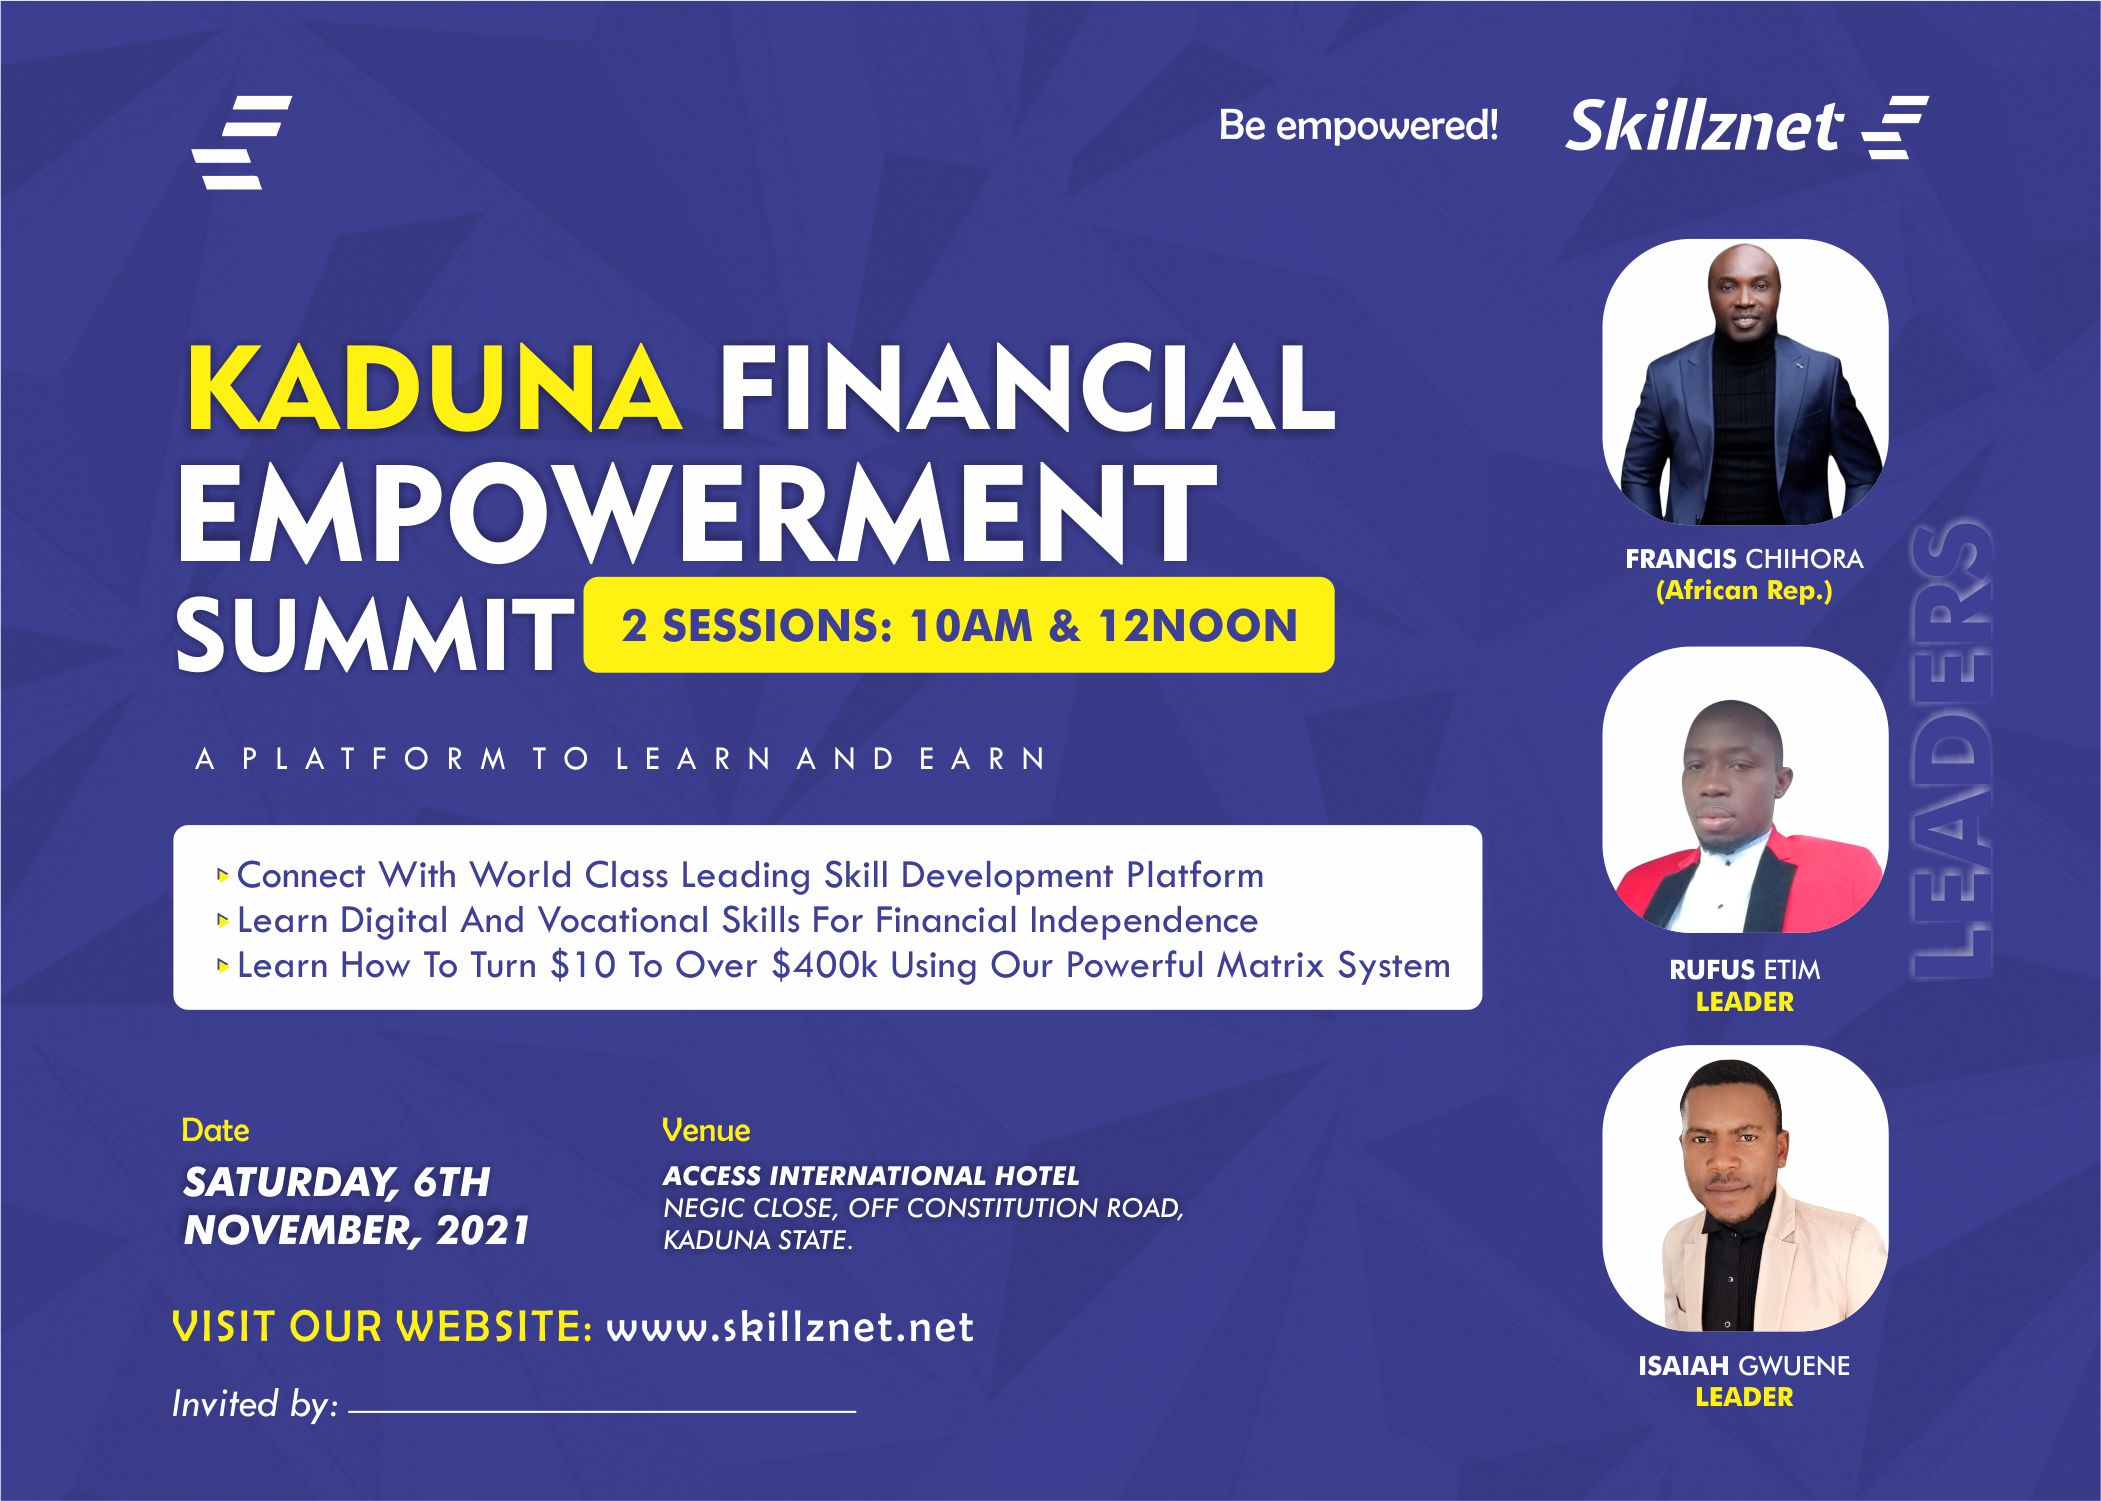 Be empowered!
Skillznet
KADUNA FINANCIAL
EMPOWERMENT
SUMMIT
2 SESSIONS: 10AM & 12NOON
A PLATFORM TO LEARN AND EARN
Connect With World Class Leading Skill Development Platform
Learn Digital And Vocational Skills For Financial Independence
Learn How To Turn $10 To Over $400k Using Our Powerful Matrix System
Date
SATURDAY, 6TH
NOVEMBER, 2021
Venue
ACCESS INTERNATIONAL HOTEL
NEGIC CLOSE, OFF CONSTITUTION ROAD,
KADUNA STATE.
VISIT OUR WEBSITE: www.skillznet.net
Invited by:
FRANCIS CHIHORA
(African Rep.)
RUFUS ETIM
LEADER
ISAIAH GWUENE
LEADER
LEADERS